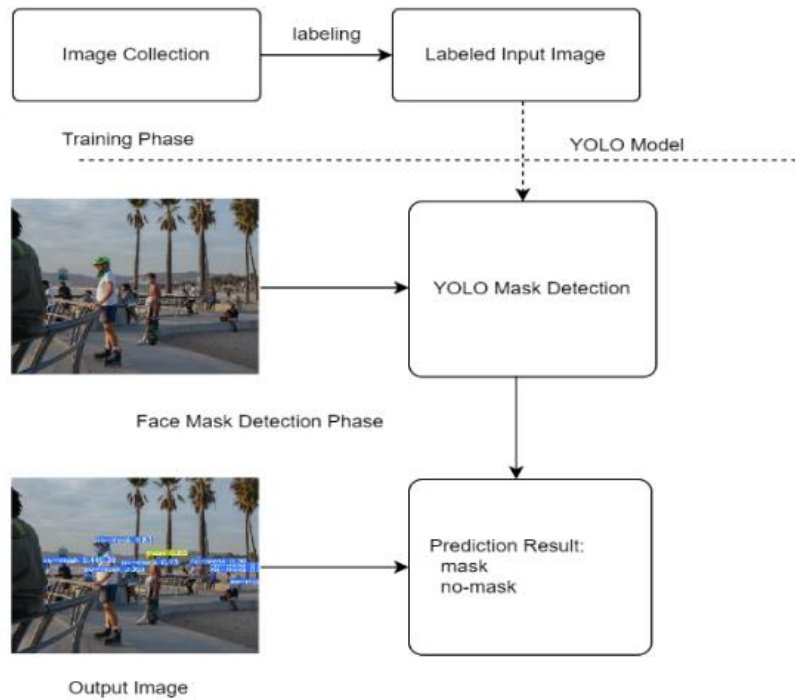 labeling
Image Collection
Labeled Input Image
Training Phase
YOLO Model
YOLO Mask Detection
Face Mask Detection Phase
Prediction Result:
mask
no-mask
Output Image